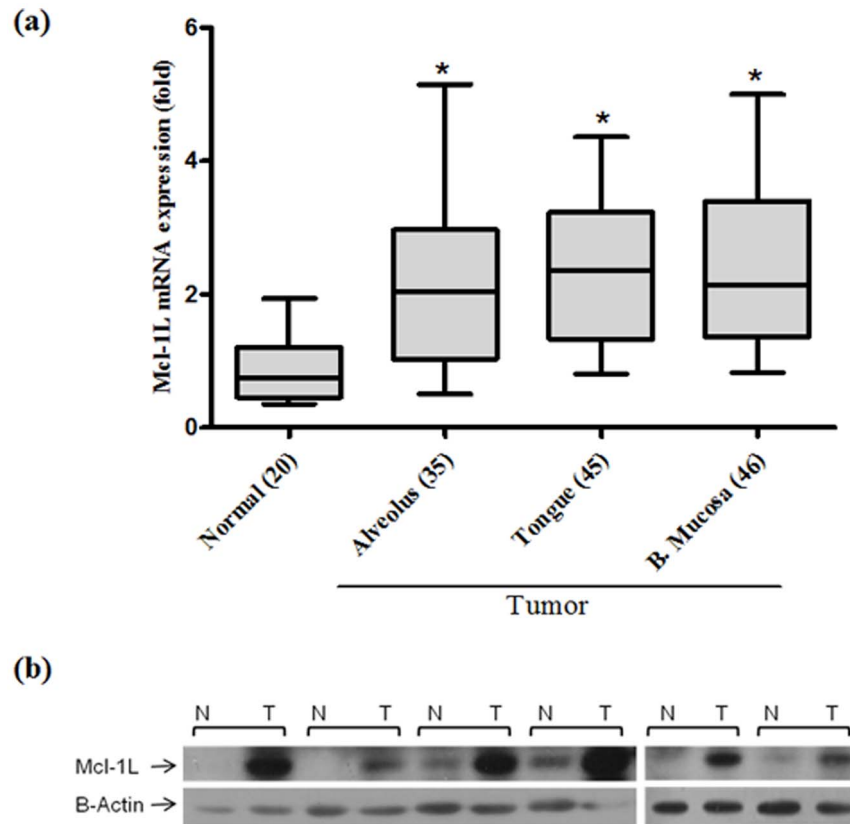 (a)
Mcl-1L mRNA expression (fold)
6
4
2
0
* * *
Normal (20) Alveolus (35) Tongue (45) B. Mucosa (46)
Tumor
(b)
N T N T N T N T N T N T
Mcl-1L →
B-Actin →